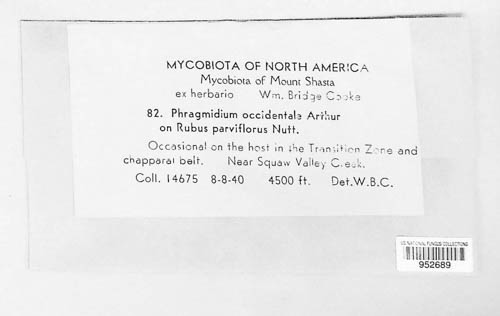 MYCOBIOTA OF NORTH AMERICA
Mycobiota of Mount Shasta
ex herbario Wm. Bridge Cooke
82. Phragmidium occidentale Arthur
on Rubus parviflorus Nutt.
Occasional on the host in the Transition Zone and
chapparal belt. Near Squaw Valley Creek.
Coll. 14675 8-8-40 4500 ft. Det.W.B.C.
US NATIONAL FUNGUS COLLECTIONS
952689